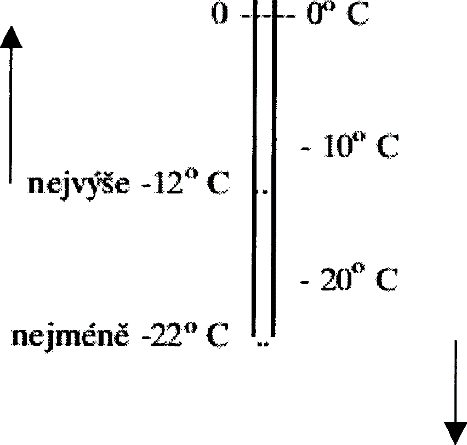 0 ----- 0° C
- 10° C
nejvýše -12° C
- 20° C
nejméně -22° C